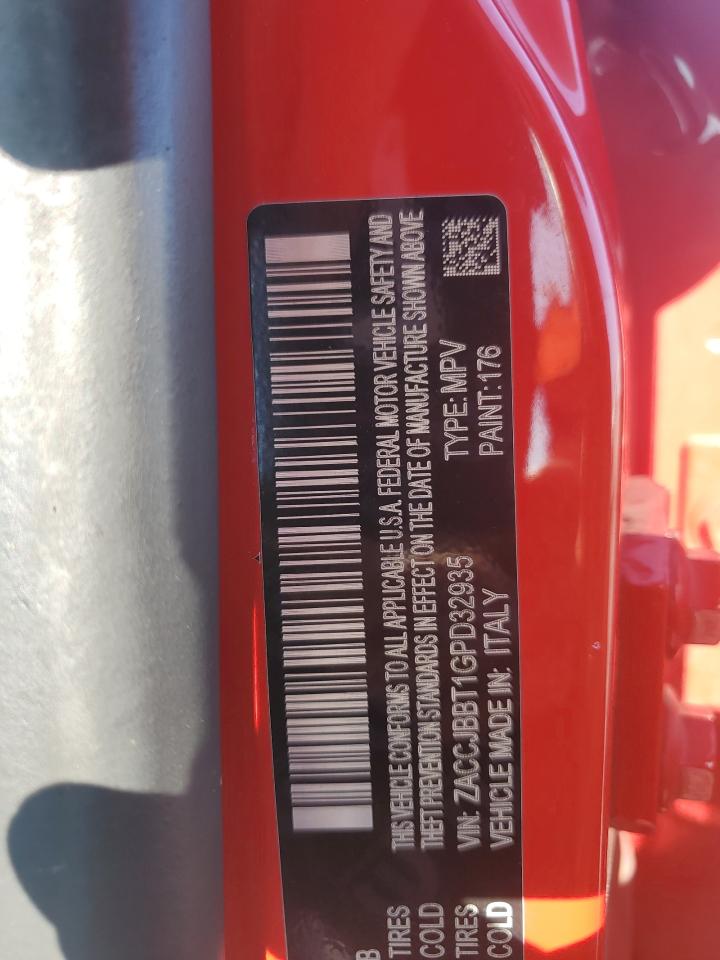 THIS VEHICLE CONFORMS TO ALL APPLICABLE U.S.A. FEDERAL MOTOR VEHICLE SAFETY AND
THEFT PREVENTION STANDARDS IN EFFECT ON THE DATE OF MANUFACTURE SHOWN ABOVE
VIN: ZACCJBBT1GPD32935 TYPE: MPV
VEHICLE MADE IN: ITALY PAINT: 176
B
TIRES
COLD
TIRES
COLD